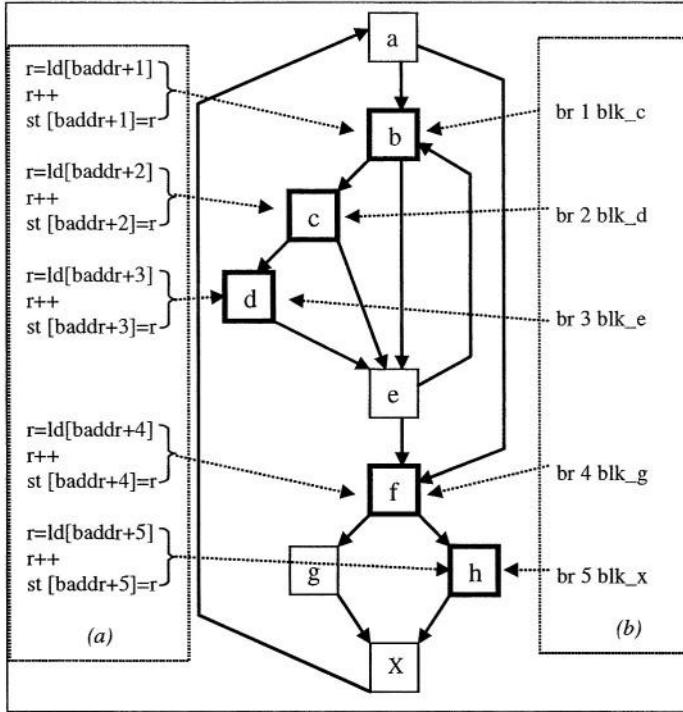 a
r=ld[baddr+1]
r++
st [baddr+1]=r
b
br 1 blk_c
r=ld[baddr+2]
r++
st [baddr+2]=r
c
br 2 blk_d
r=ld[baddr+3]
r++
st [baddr+3]=r
d
br 3 blk_e
e
r=ld[baddr+4]
r++
st [baddr+4]=r
f
br 4 blk_g
r=ld[baddr+5]
r++
st [baddr+5]=r
g
h
br 5 blk_x
(a)
(b)
X